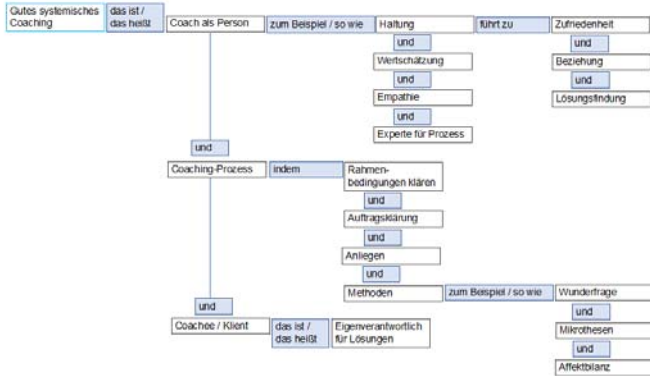 Gutes systemisches
Coaching
das ist /
das heißt
Coach als Person
zum Beispiel / so wie
Haltung
führt zu
Zufriedenheit
und
und
Wertschätzung
Beziehung
und
und
Empathie
Lösungsfindung
und
Experte für Prozess
und
Coaching-Prozess
indem
Rahmen-
bedingungen klären
und
Auftragsklärung
und
Anliegen
und
Methoden
zum Beispiel / so wie
Wunderfrage
und
und
Coachee / Klient
das ist /
das heißt
Eigenverantwortlich
für Lösungen
Mikrothesen
und
Affektbilanz